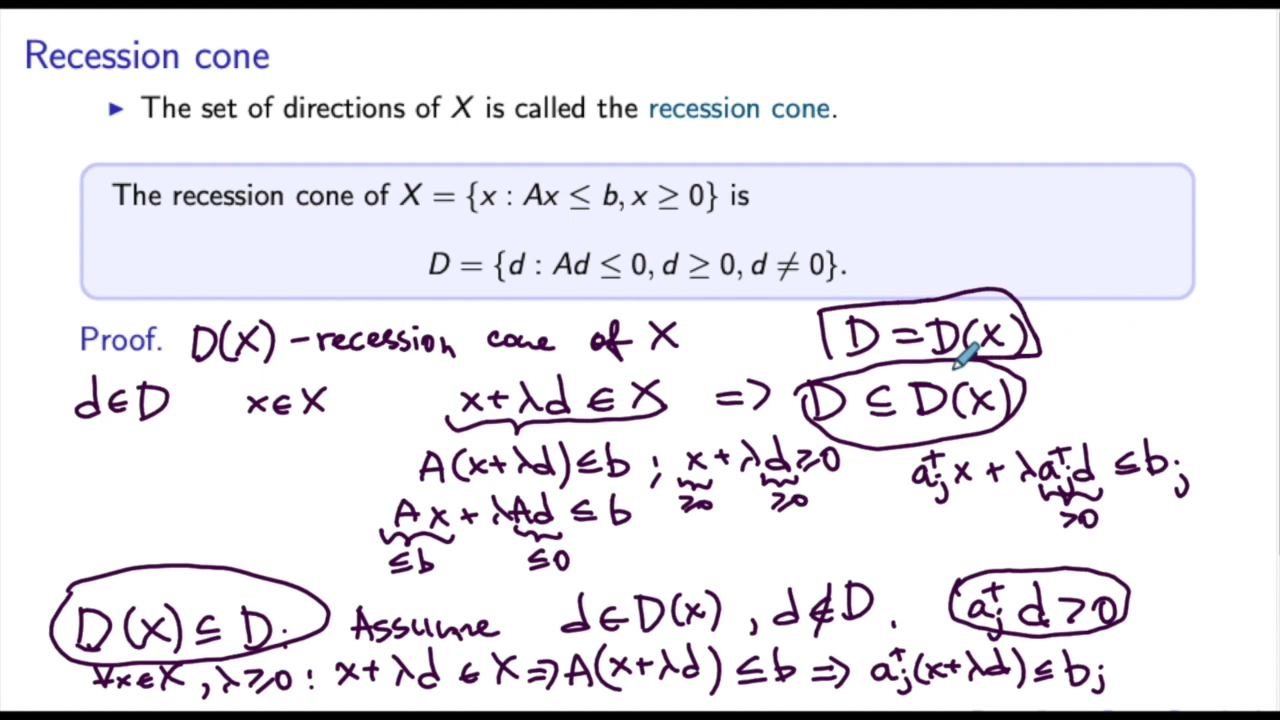 Recession cone
▶ The set of directions of X is called the recession cone.
The recession cone of X = {x : Ax ≤ b, x ≥ 0} is
D = {d : Ad ≤ 0, d ≥ 0, d ≠ 0}.
Proof. D(X) - recession cone of X D = D(X)
d∈D x∈X x+λd ∈ X => D ⊆ D(X)
A(x+λd) ≤ b ; x + λd ≥ 0 aⱼᵀx + λaⱼᵀd ≤ bⱼ
≥0 ≥0 >0
Ax + λAd ≤ b
≤b ≤0
D(X) ⊆ D. Assume d∈D(X), d∉D. aⱼᵀ d > 0
∀x∈X, λ≥0 : x+λd ∈ X => A(x+λd) ≤ b => aⱼᵀ(x+λd) ≤ bⱼ